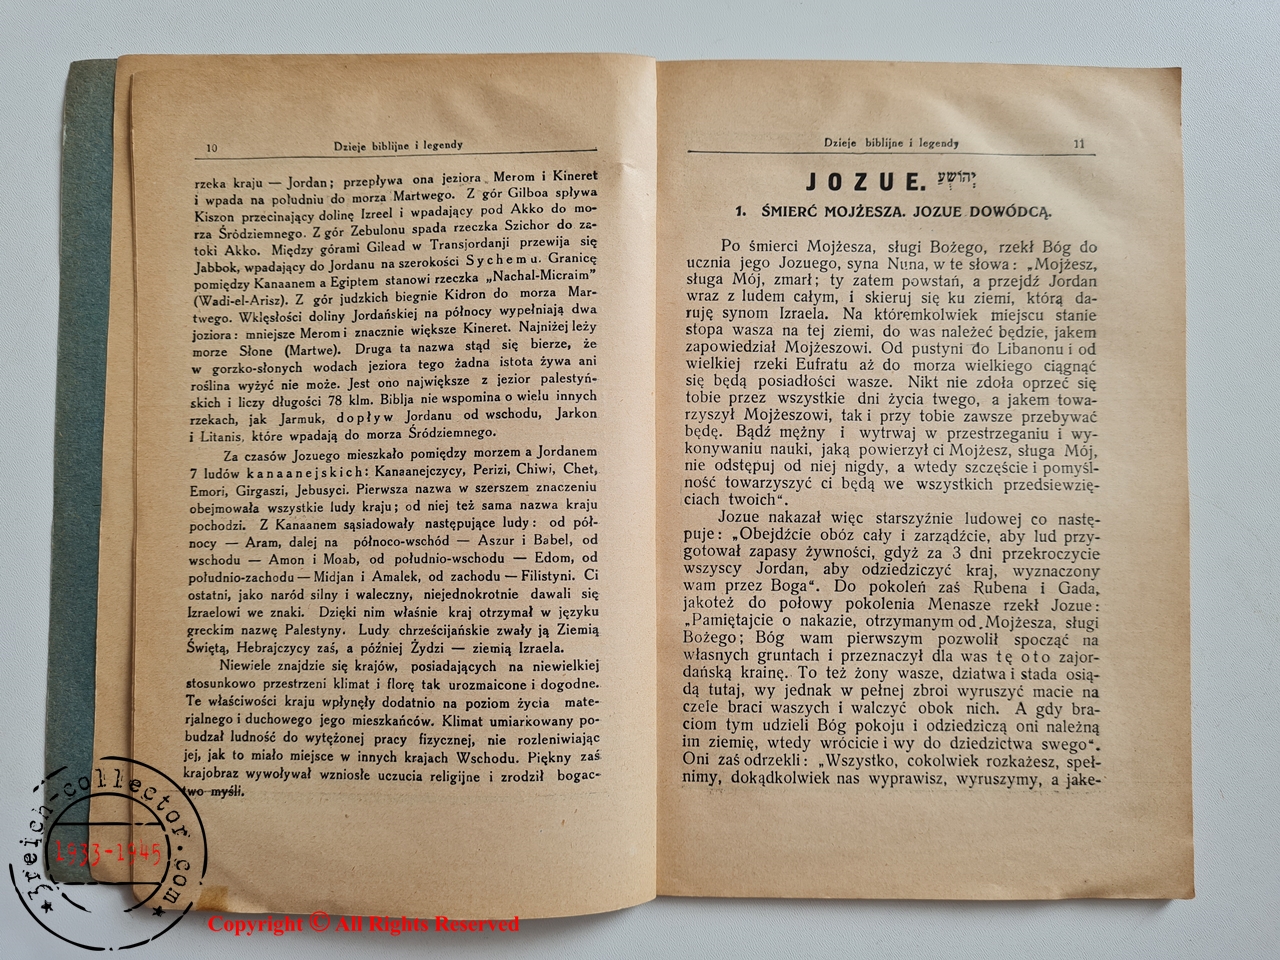 10
Dzieje biblijne i legendy
rzeka kraju — Jordan; przepływa ona jeziora Merom i Kineret
i wpada na południu do morza Martwego. Z gór Gilboa spływa
Kiszon przecinający dolinę Izreel i wpadający pod Akko do mo-
rza Śródziemnego. Z gór Zebulonu spada rzeczka Szichor do za-
toki Akko. Między górami Gilead w Transjordanji przewija się
Jabbok, wpadający do Jordanu na szerokości Sychemu. Granicę
pomiędzy Kanaanem a Egiptem stanowi rzeczka „Nachal-Micraim"
(Wadi-el-Arisz). Z gór judzkich biegnie Kidron do morza Mar-
twego. Wklęsłości doliny Jordańskiej na północy wypełniają dwa
joziora: mniejsze Merom i znacznie większe Kineret. Najniżej leży
morze Słone (Martwe). Druga ta nazwa stąd się bierze, że
w gorzko-słonych wodach jeziora tego żadna istota żywa ani
roślina wyżyć nie może. Jest ono największe z jezior palestyń-
skich i liczy długości 78 klm. Biblja nie wspomina o wielu innych
rzekach, jak Jarmuk, dopływ Jordanu od wschodu, Jarkon
i Litanis, które wpadają do morza Śródziemnego.
Za czasów Jozuego mieszkało pomiędzy morzem a Jordanem
7 ludów kanaanejskich: Kanaanejczycy, Perizi, Chiwi, Chet,
Emori, Girgaszi, Jebusyci. Pierwsza nazwa w szerszem znaczeniu
obejmowała wszystkie ludy kraju; od niej też sama nazwa kraju
pochodzi. Z Kanaanem sąsiadowały następujące ludy: od pół-
nocy — Aram, dalej na północo-wschód — Aszur i Babel, od
wschodu — Amon i Moab, od południo-wschodu — Edom, od
południo-zachodu — Midjan i Amalek, od zachodu — Filistyni. Ci
ostatni, jako naród silny i waleczny, niejednokrotnie dawali się
Izraelowi we znaki. Dzięki nim właśnie kraj otrzymał w języku
greckim nazwę Palestyny. Ludy chrześcijańskie zwały ją Ziemią
Świętą, Hebrajczycy zaś, a później Żydzi — ziemią Izraela.
Niewiele znajdzie się krajów, posiadających na niewielkiej
stosunkowo przestrzeni klimat i florę tak urozmaicone i dogodne.
Te właściwości kraju wpłynęły dodatnio na poziom życia mate-
rjalnego i duchowego jego mieszkańców. Klimat umiarkowany po-
budzał ludność do wytężonej pracy fizycznej, nie rozleniwiając
jej, jak to miało miejsce w innych krajach Wschodu. Piękny zaś
krajobraz wywoływał wzniosłe uczucia religijne i zrodził bogac-
two myśli.
Dzieje biblijne i legendy
11
JOZUE. יְהוֹשֻׁעַ
1. ŚMIERĆ MOJŻESZA. JOZUE DOWÓDCĄ.
Po śmierci Mojżesza, sługi Bożego, rzekł Bóg do
ucznia jego Jozuego, syna Nuna, w te słowa: „Mojżesz,
sługa Mój, zmarł; ty zatem powstań, a przejdź Jordan
wraz z ludem całym, i skieruj się ku ziemi, którą da-
ruję synom Izraela. Na któremkolwiek miejscu stanie
stopa wasza na tej ziemi, do was należeć będzie, jakem
zapowiedział Mojżeszowi. Od pustyni do Libanonu i od
wielkiej rzeki Eufratu aż do morza wielkiego ciągnąć
się będą posiadłości wasze. Nikt nie zdoła oprzeć się
tobie przez wszystkie dni życia twego, a jakem towa-
rzyszył Mojżeszowi, tak i przy tobie zawsze przebywać
będę. Bądź mężny i wytrwaj w przestrzeganiu i wy-
konywaniu nauki, jaką powierzył ci Mojżesz, sługa Mój,
nie odstępuj od niej nigdy, a wtedy szczęście i pomyśl-
ność towarzyszyć ci będą we wszystkich przedsiewzię-
ciach twoich".
Jozue nakazał więc starszyźnie ludowej co nastę-
puje: „Obejdźcie obóz cały i zarządźcie, aby lud przy-
gotował zapasy żywności, gdyż za 3 dni przekroczycie
wszyscy Jordan, aby odziedziczyć kraj, wyznaczony
wam przez Boga". Do pokoleń zaś Rubena i Gada,
jakoteż do połowy pokolenia Menasze rzekł Jozue:
„Pamiętajcie o nakazie, otrzymanym od Mojżesza, sługi
Bożego; Bóg wam pierwszym pozwolił spocząć na
własnych gruntach i przeznaczył dla was tę oto zajor-
dańską krainę. To też żony wasze, dziatwa i stada osią-
dą tutaj, wy jednak w pełnej zbroi wyruszyć macie na
czele braci waszych i walczyć obok nich. A gdy bra-
ciom tym udzieli Bóg pokoju i odziedziczą oni należną
im ziemię, wtedy wrócicie i wy do dziedzictwa swego".
Oni zaś odrzekli: „Wszystko, cokolwiek rozkażesz, speł-
nimy, dokądkolwiek nas wyprawisz, wyruszymy, a jake-
3reich-collector.com
1933-1945
Copyright © All Rights Reserved